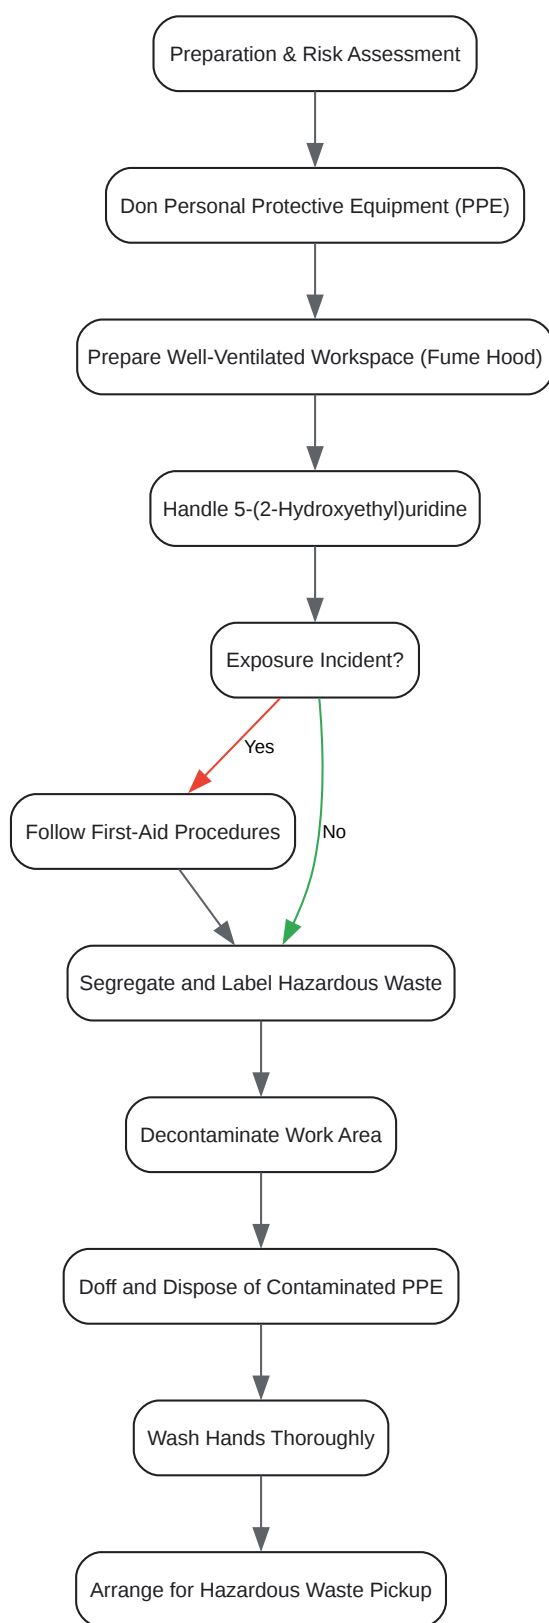 Preparation & Risk Assessment
Don Personal Protective Equipment (PPE)
Prepare Well-Ventilated Workspace (Fume Hood)
Handle 5-(2-Hydroxyethyl)uridine
Exposure Incident?
Yes
Follow First-Aid Procedures
No
Segregate and Label Hazardous Waste
Decontaminate Work Area
Doff and Dispose of Contaminated PPE
Wash Hands Thoroughly
Arrange for Hazardous Waste Pickup